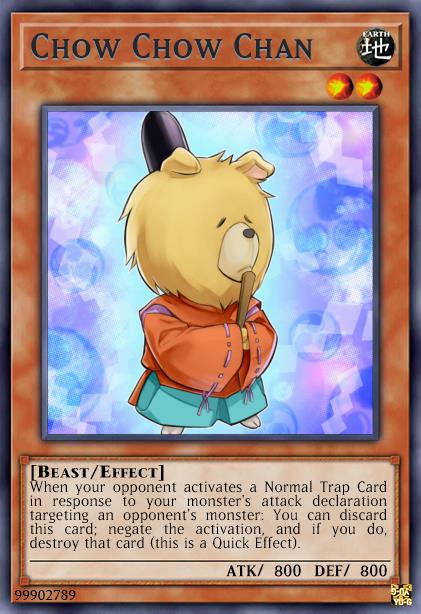 Chow Chow Chan
EARTH
地
[Beast/Effect]
When your opponent activates a Normal Trap Card
in response to your monster's attack declaration
targeting an opponent's monster: You can discard
this card; negate the activation, and if you do,
destroy that card (this is a Quick Effect).
ATK/ 800 DEF/ 800
99902789